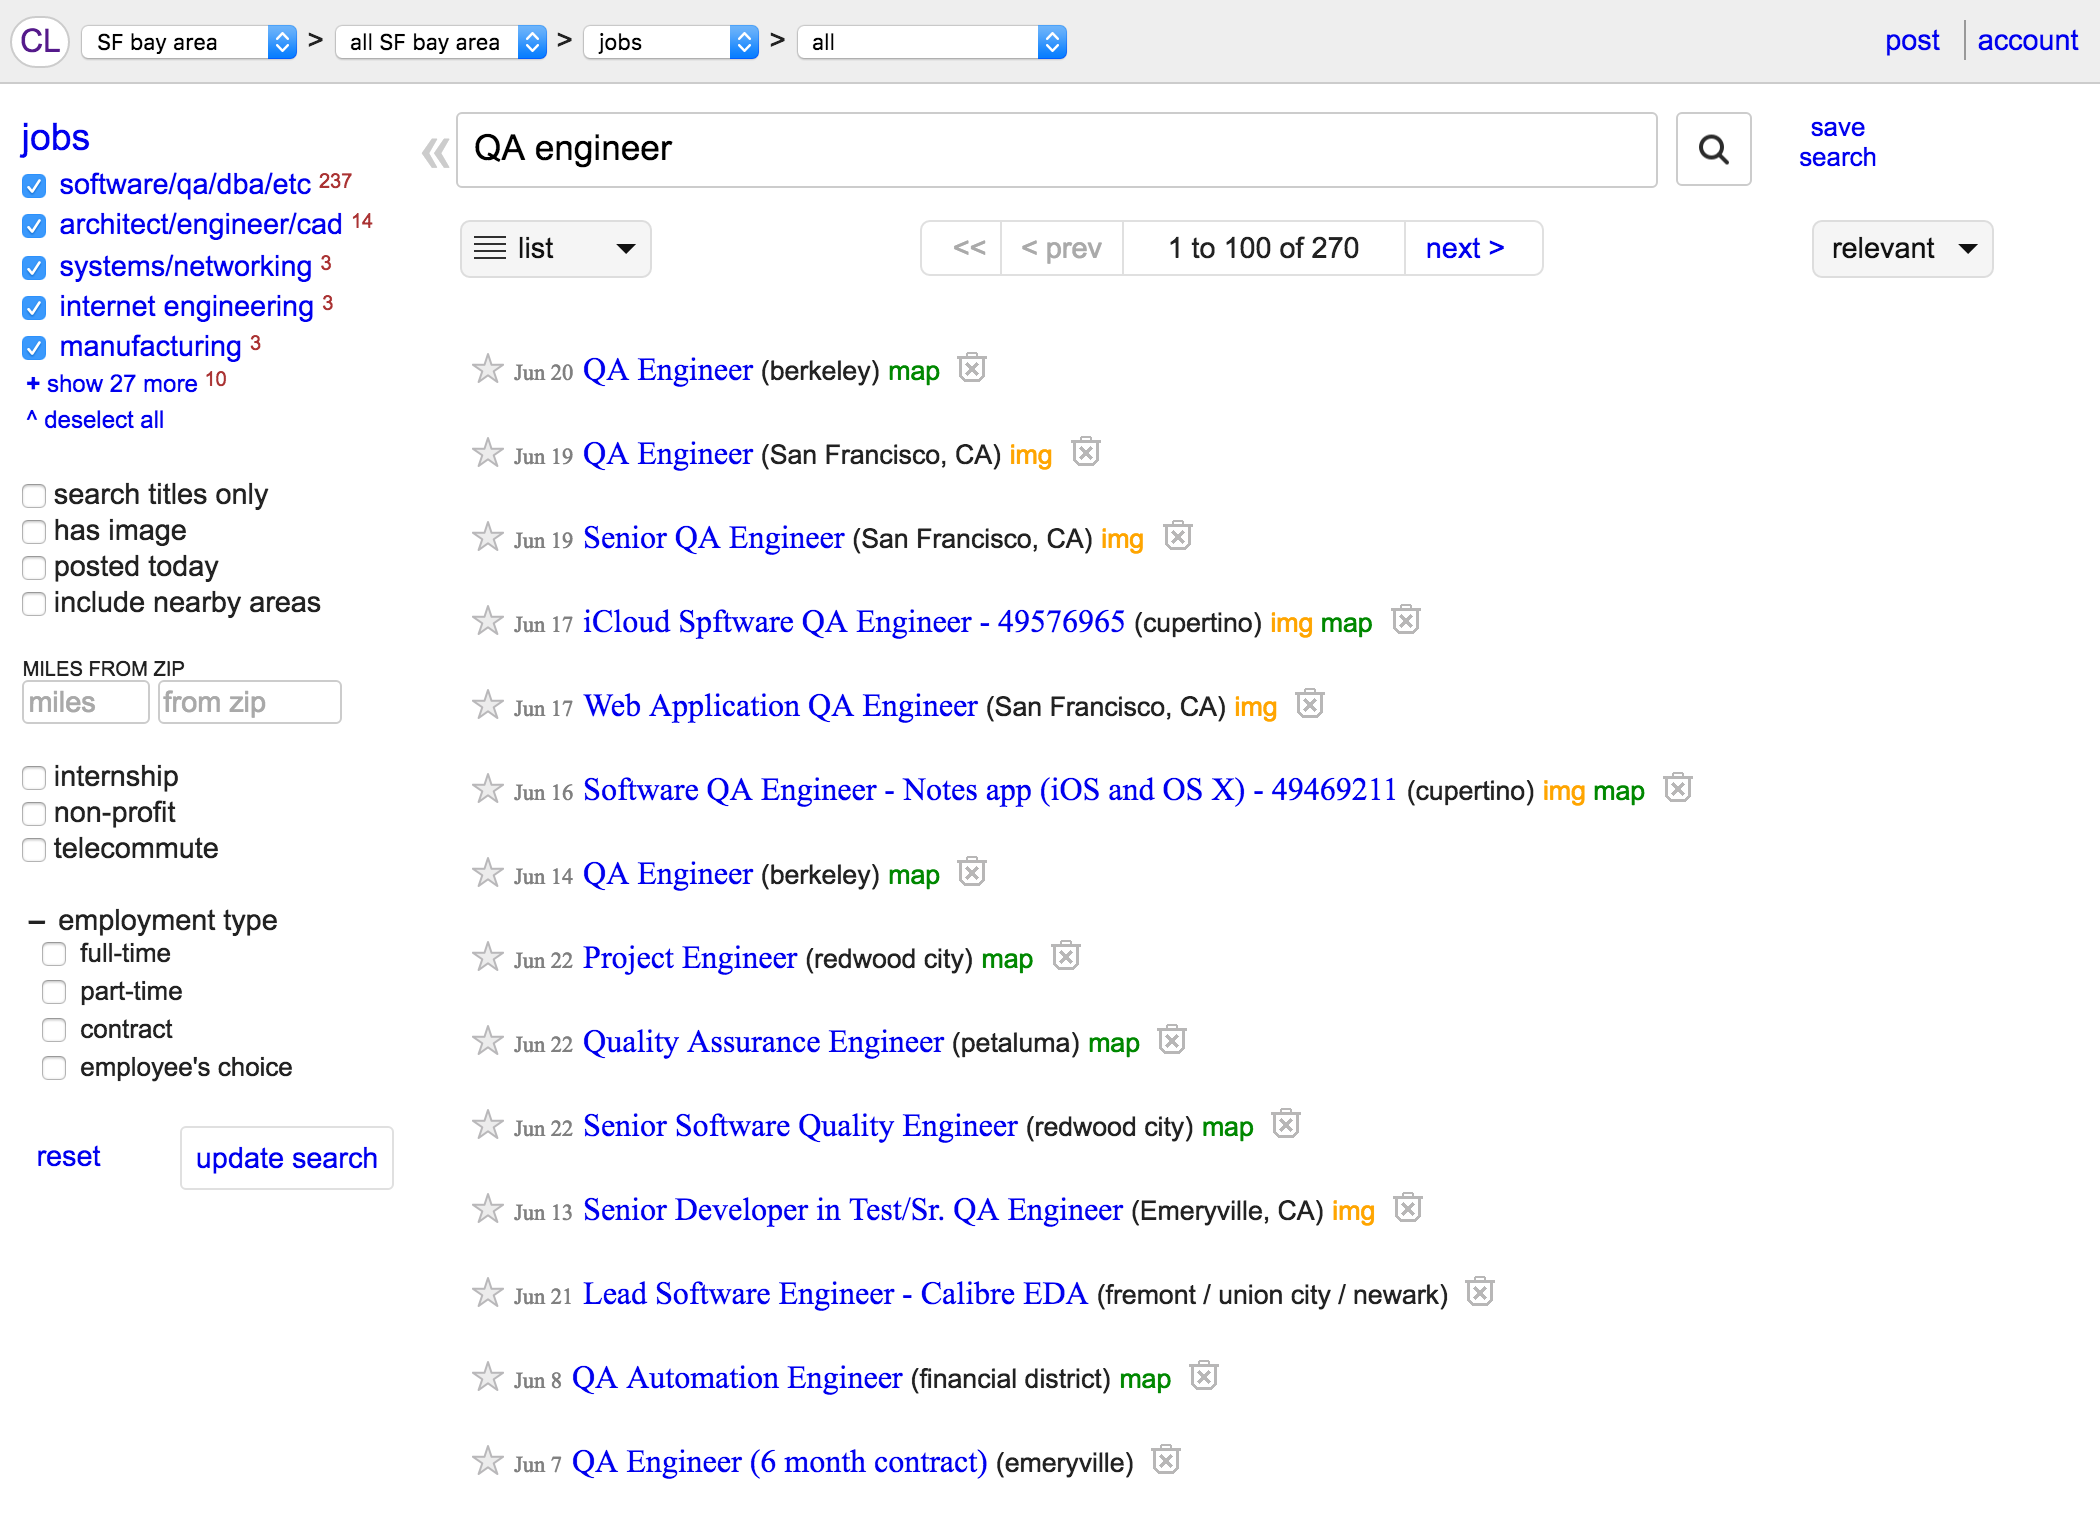 CL SF bay area > all SF bay area > jobs > all post account
jobs
software/qa/dba/etc 237
architect/engineer/cad 14
systems/networking 3
internet engineering 3
manufacturing 3
+ show 27 more 10
^ deselect all
search titles only
has image
posted today
include nearby areas
MILES FROM ZIP
miles from zip
internship
non-profit
telecommute
– employment type
full-time
part-time
contract
employee's choice
reset update search
« QA engineer save
search
list << < prev 1 to 100 of 270 next > relevant
Jun 20 QA Engineer (berkeley) map
Jun 19 QA Engineer (San Francisco, CA) img
Jun 19 Senior QA Engineer (San Francisco, CA) img
Jun 17 iCloud Spftware QA Engineer - 49576965 (cupertino) img map
Jun 17 Web Application QA Engineer (San Francisco, CA) img
Jun 16 Software QA Engineer - Notes app (iOS and OS X) - 49469211 (cupertino) img map
Jun 14 QA Engineer (berkeley) map
Jun 22 Project Engineer (redwood city) map
Jun 22 Quality Assurance Engineer (petaluma) map
Jun 22 Senior Software Quality Engineer (redwood city) map
Jun 13 Senior Developer in Test/Sr. QA Engineer (Emeryville, CA) img
Jun 21 Lead Software Engineer - Calibre EDA (fremont / union city / newark)
Jun 8 QA Automation Engineer (financial district) map
Jun 7 QA Engineer (6 month contract) (emeryville)